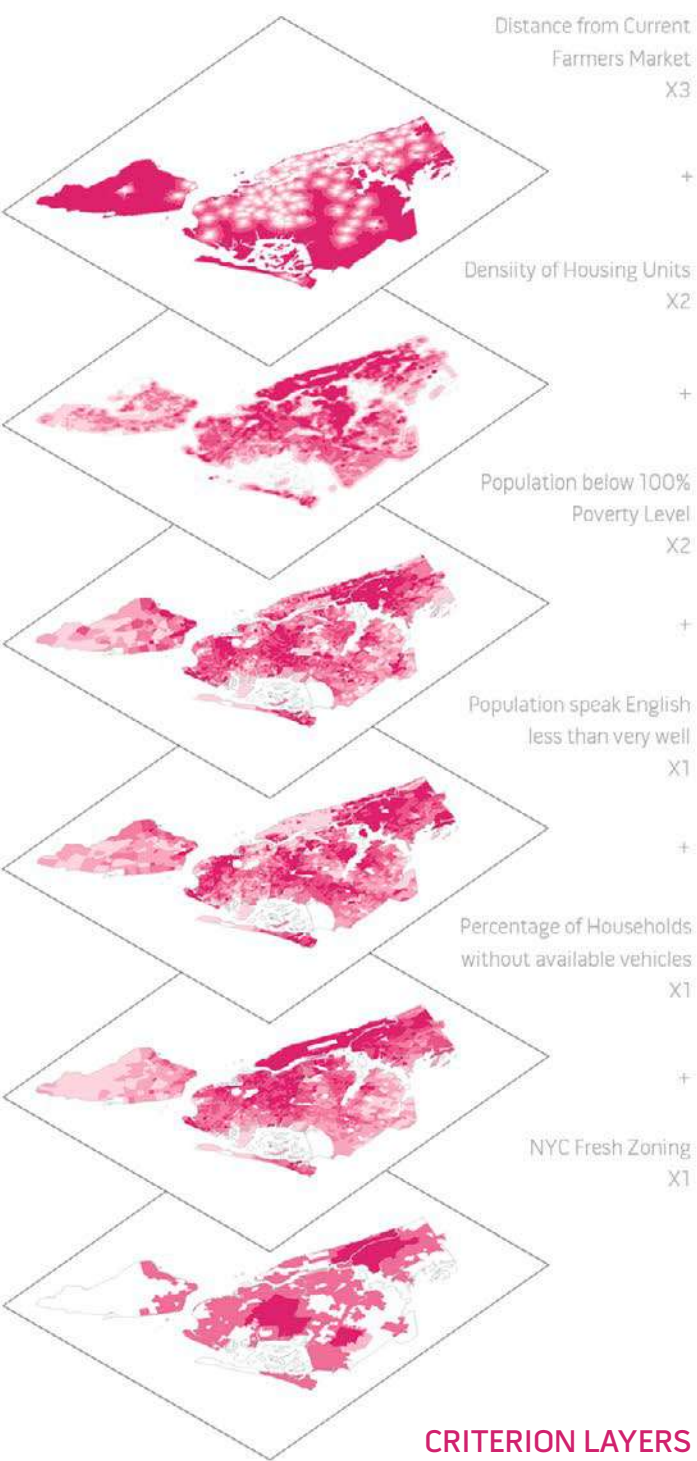 Distance from Current
Farmers Market
X3
+
Densiity of Housing Units
X2
+
Population below 100%
Poverty Level
X2
+
Population speak English
less than very well
X1
+
Percentage of Households
without available vehicles
X1
+
NYC Fresh Zoning
X1
CRITERION LAYERS